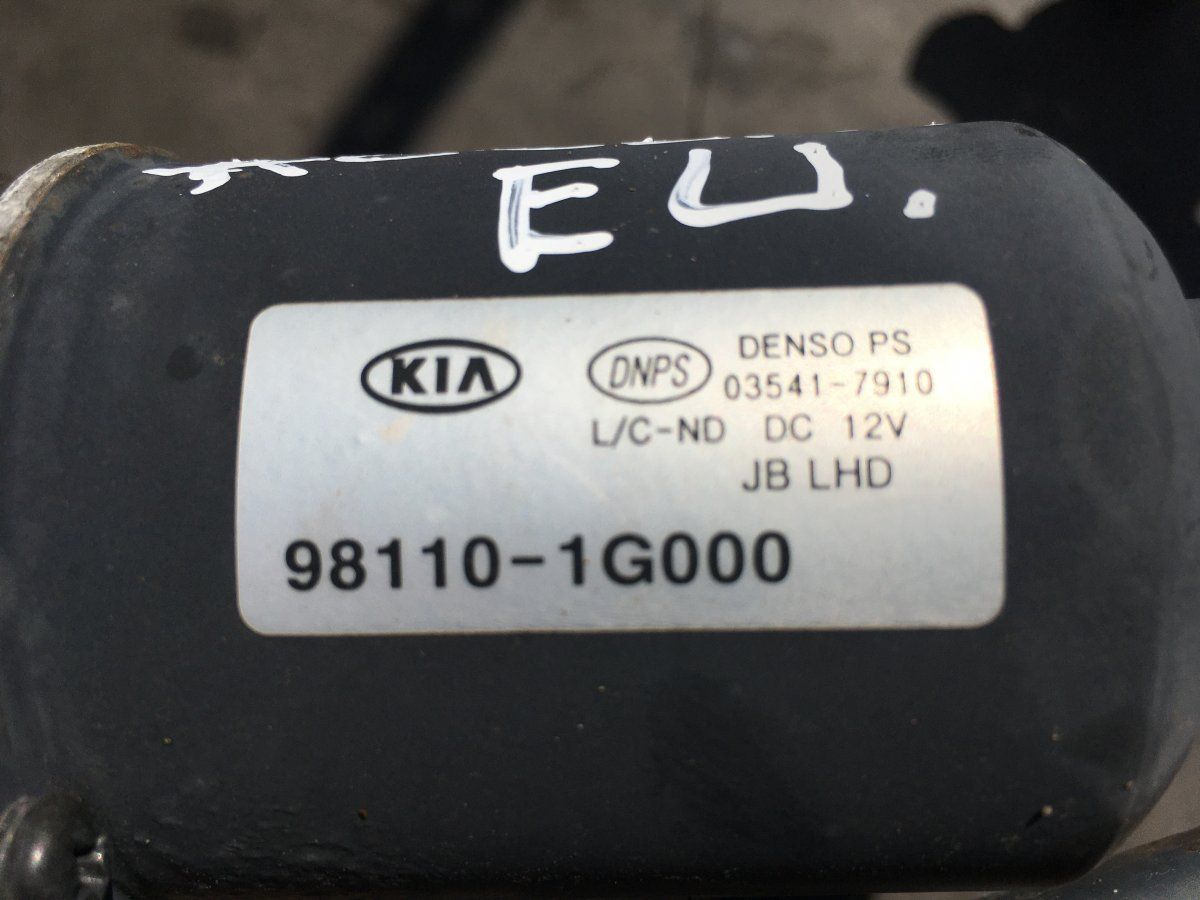 EU.
KIA DNPS DENSO PS
03541-7910
L/C-ND DC 12V
JB LHD
98110-1G000